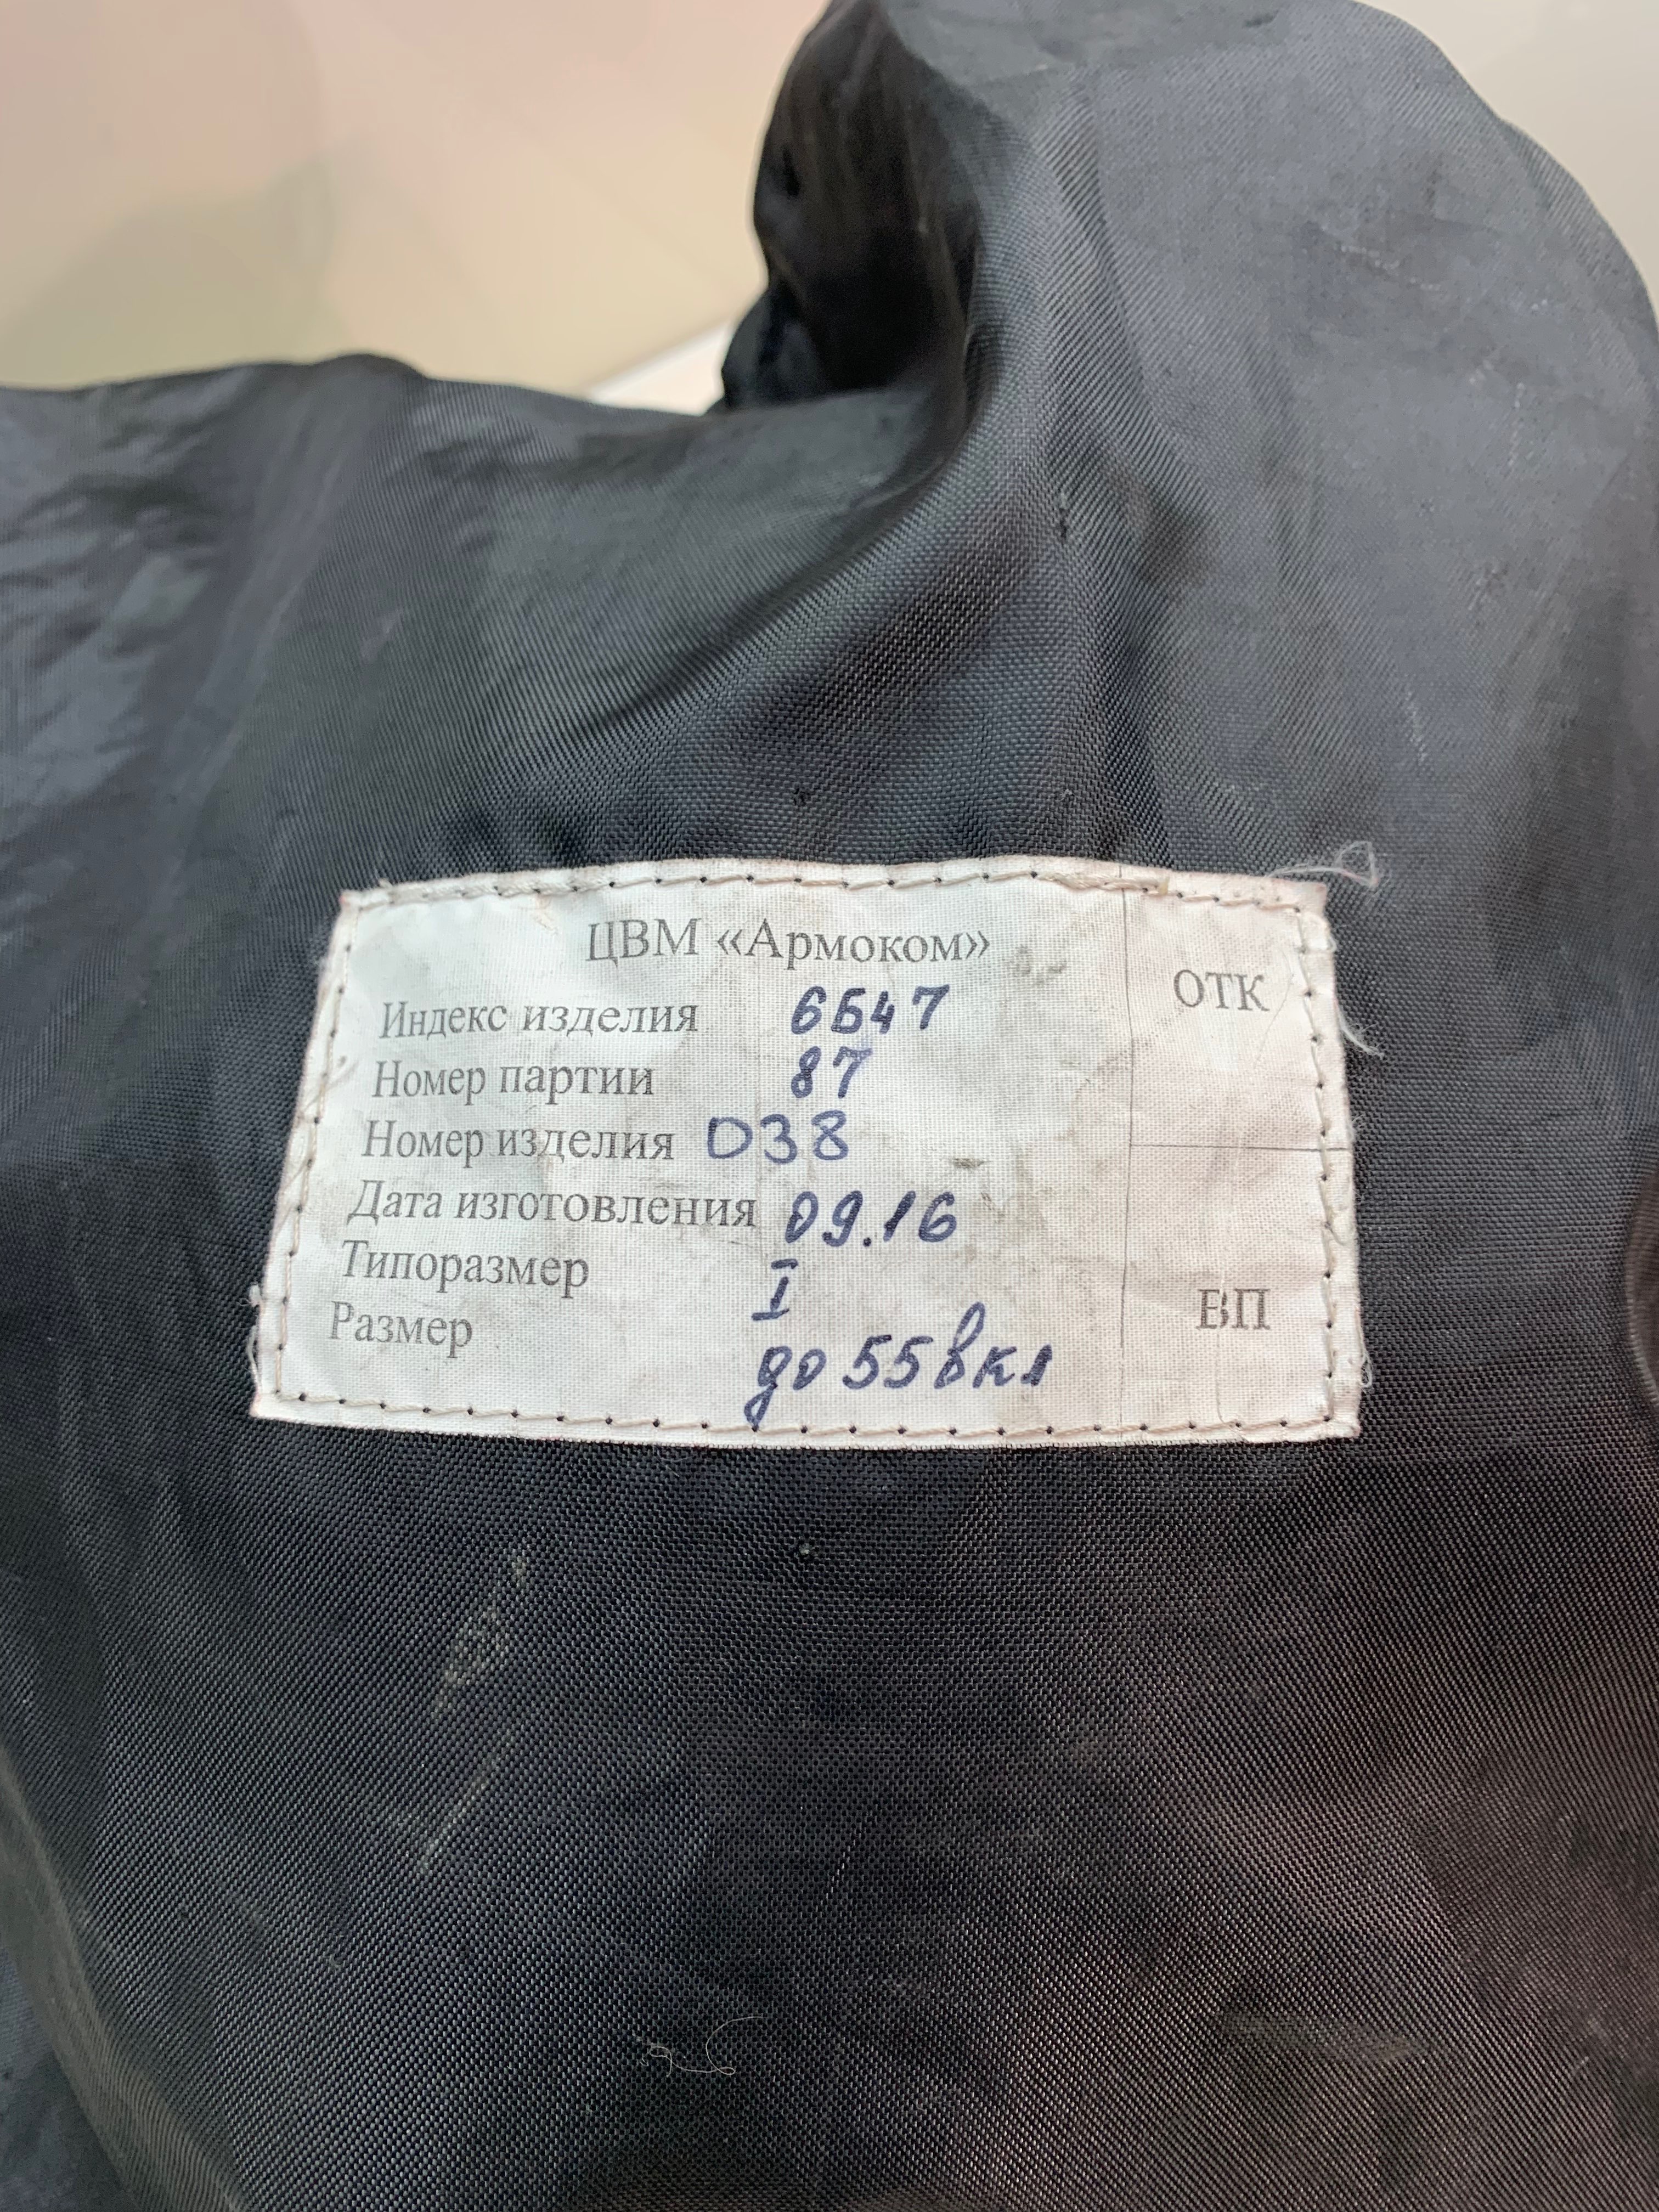 ЦВМ «Армоком»
Индекс изделия 6Б47
Номер партии 87
Номер изделия 038
Дата изготовления 09.16
Типоразмер I
Размер до 55 вкл
ОТК
ВП